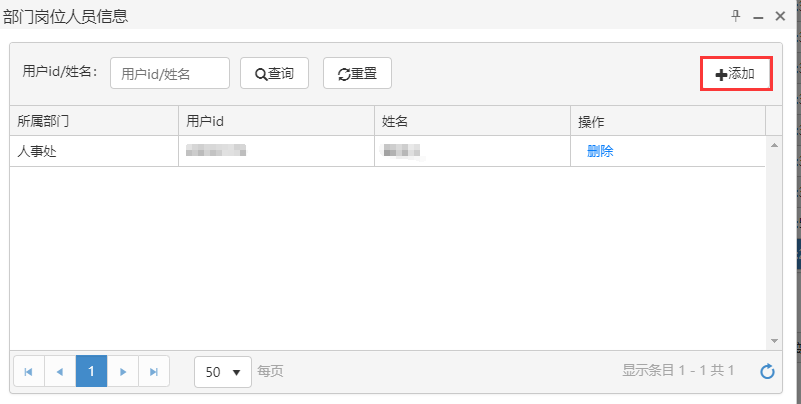 部门岗位人员信息
用户id/姓名： 用户id/姓名 查询 重置 添加
所属部门 用户id 姓名 操作
人事处 删除
1 50 每页 显示条目 1 - 1 共 1